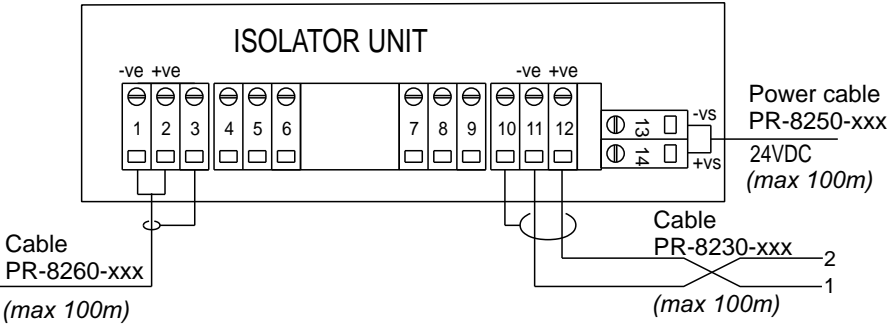 ISOLATOR UNIT
-ve +ve
-ve +ve
1 2 3 4 5 6 7 8 9 10 11 12
13
14
-vs
+vs
Power cable
PR-8250-xxx
24VDC
(max 100m)
Cable
PR-8260-xxx
(max 100m)
Cable
PR-8230-xxx
(max 100m)
2
1